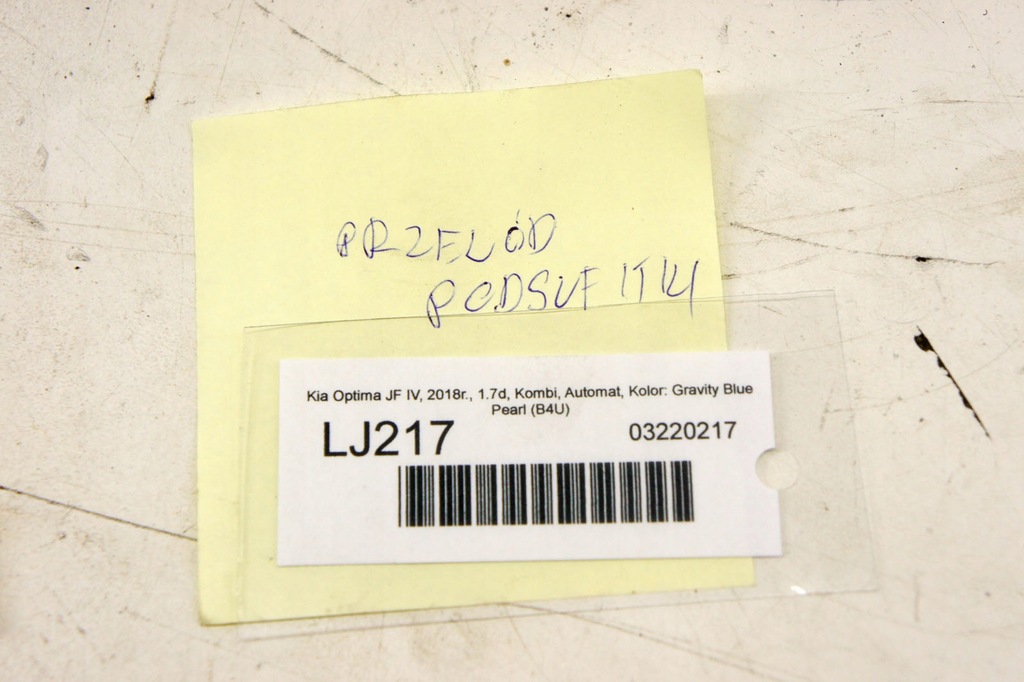 PRZEWÓD
PODSUFITKI
Kia Optima JF IV, 2018r., 1.7d, Kombi, Automat, Kolor: Gravity Blue
Pearl (B4U)
LJ217
03220217